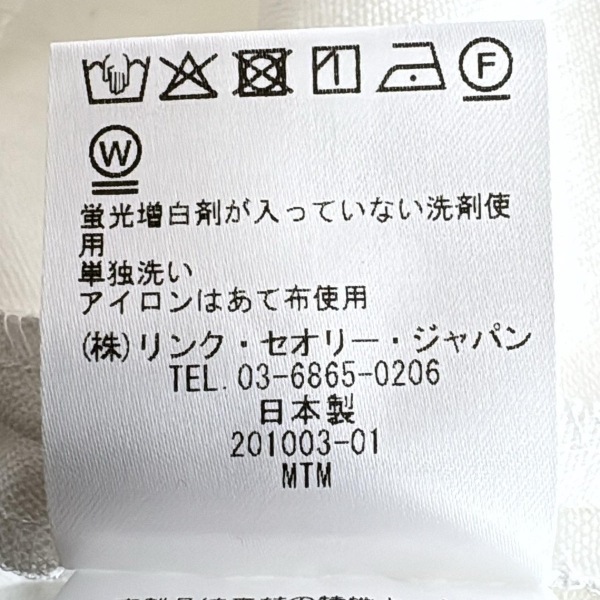 F
W
蛍光増白剤が入っていない洗剤使
用
単独洗い
アイロンはあて布使用
(株)リンク・セオリー・ジャパン
TEL. 03-6865-0206
日本製
201003-01
MTM